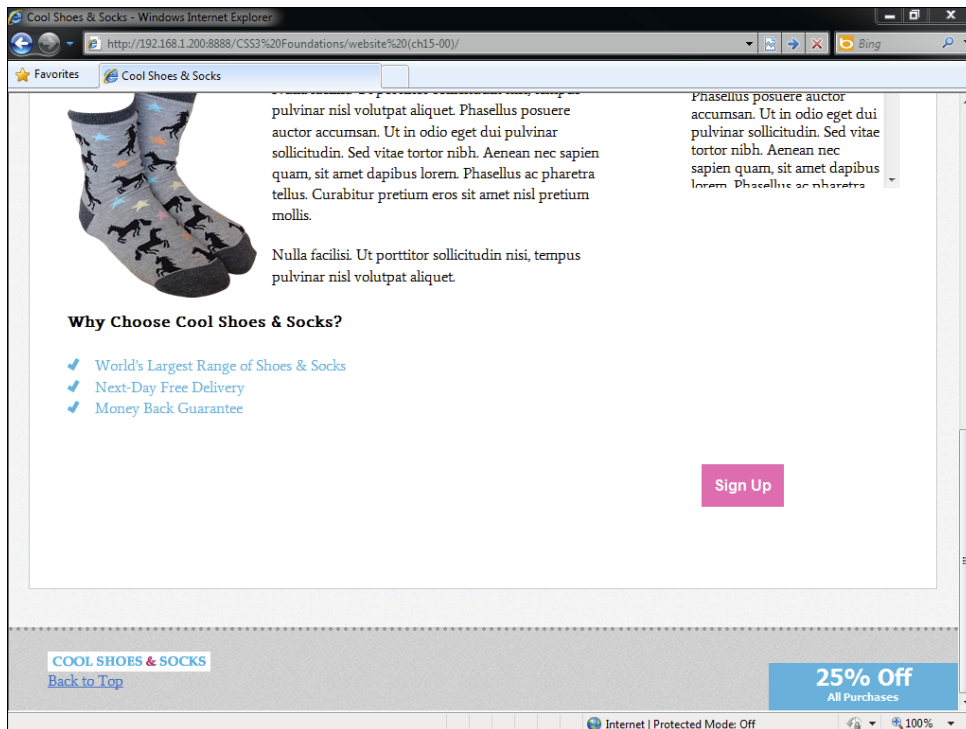 Cool Shoes & Socks - Windows Internet Explorer
http://192.168.1.200:8888/CSS3%20Foundations/website%20(ch15-00)/
Bing
Favorites
Cool Shoes & Socks
pulvinar nisl volutpat aliquet. Phasellus posuere
auctor accumsan. Ut in odio eget dui pulvinar
sollicitudin. Sed vitae tortor nibh. Aenean nec sapien
quam, sit amet dapibus lorem. Phasellus ac pharetra
tellus. Curabitur pretium eros sit amet nisl pretium
mollis.
Nulla facilisi. Ut porttitor sollicitudin nisi, tempus
pulvinar nisl volutpat aliquet.
Phasellus posuere auctor
accumsan. Ut in odio eget dui
pulvinar sollicitudin. Sed vitae
tortor nibh. Aenean nec
sapien quam, sit amet dapibus
lorem. Phasellus ac pharetra
Why Choose Cool Shoes & Socks?
World's Largest Range of Shoes & Socks
Next-Day Free Delivery
Money Back Guarantee
Sign Up
COOL SHOES & SOCKS
Back to Top
25% Off
All Purchases
Internet | Protected Mode: Off
100%